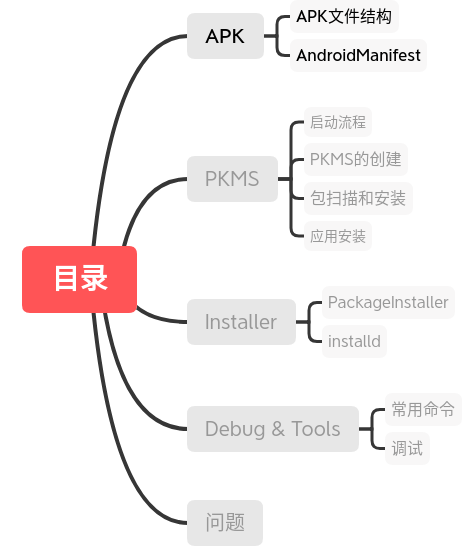 目录
APK
APK文件结构
AndroidManifest
PKMS
启动流程
PKMS的创建
包扫描和安装
应用安装
Installer
PackageInstaller
installd
Debug & Tools
常用命令
调试
问题